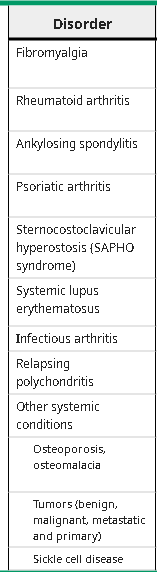 Disorder
Fibromyalgia
Rheumatoid arthritis
Ankylosing spondylitis
Psoriatic arthritis
Sternocostoclavicular
hyperostosis (SAPHO
syndrome)
Systemic lupus
erythematosus
Infectious arthritis
Relapsing
polychondritis
Other systemic
conditions
Osteoporosis,
osteomalacia
Tumors (benign,
malignant, metastatic
and primary)
Sickle cell disease